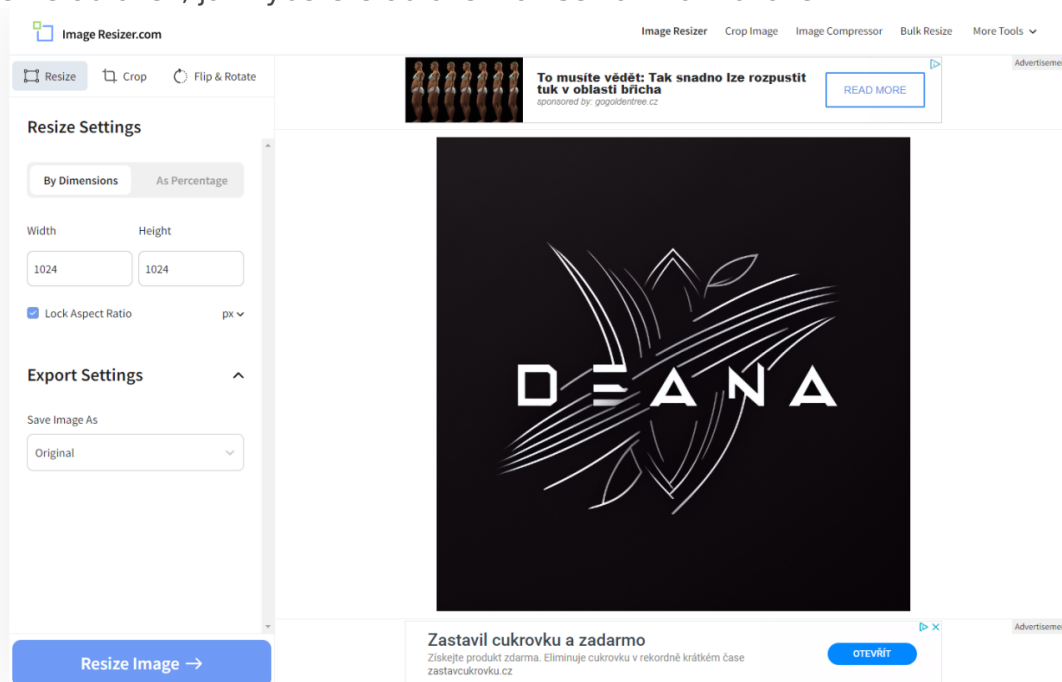 Image Resizer.com
Image Resizer Crop Image Image Compressor Bulk Resize More Tools
Resize Crop Flip & Rotate
To musíte vědět: Tak snadno lze rozpustit
tuk v oblasti břicha
sponsored by: gogoldentree.cz
READ MORE
Advertiseme
Resize Settings
By Dimensions As Percentage
Width Height
1024 1024
Lock Aspect Ratio px
Export Settings
Save Image As
Original
DEANA
Resize Image →
Zastavil cukrovku a zadarmo
Získejte produkt zdarma. Eliminuje cukrovku v rekordně krátkém čase
zastavcukrovku.cz
OTEVŘÍT
Advertiseme